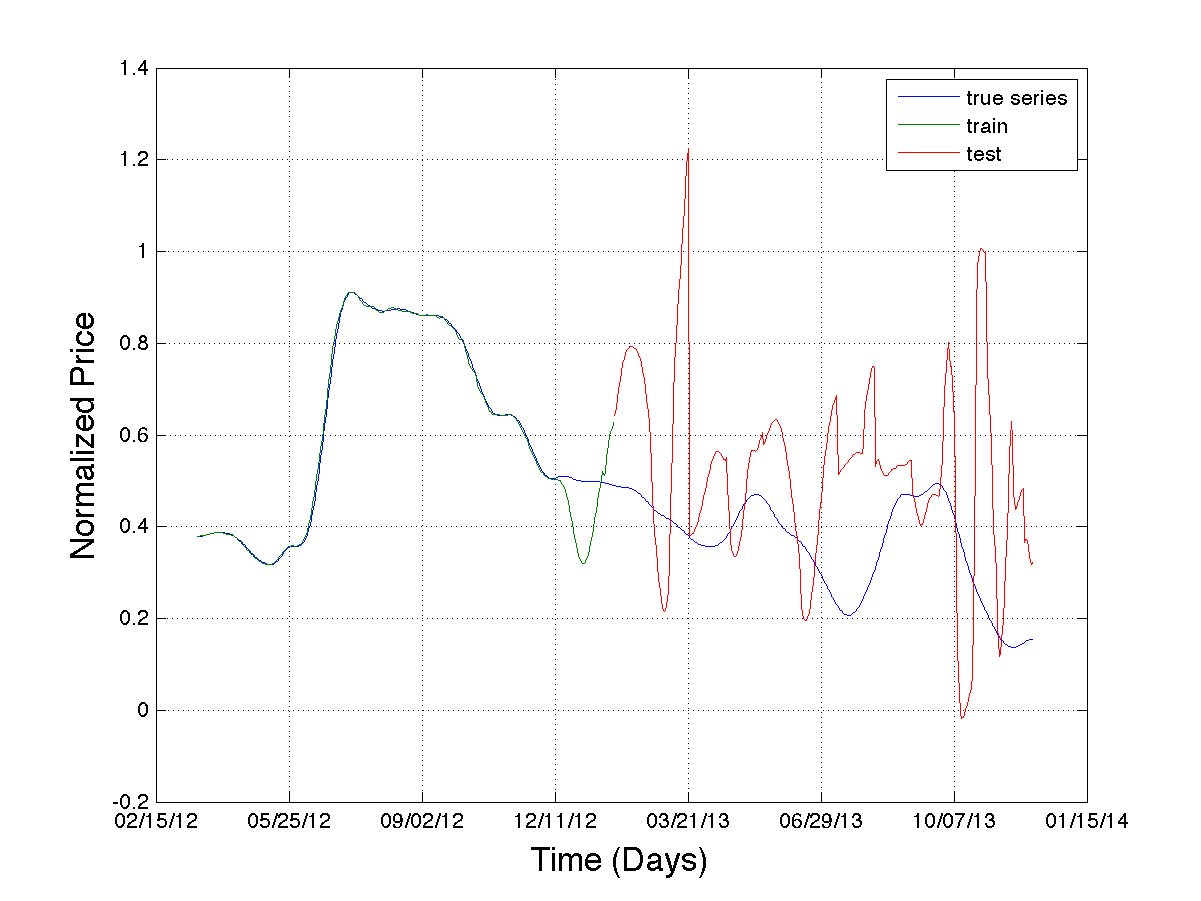 1.4
1.2
1
0.8
0.6
0.4
0.2
0
-0.2
Normalized Price
true series
train
test
02/15/12 05/25/12 09/02/12 12/11/12 03/21/13 06/29/13 10/07/13 01/15/14
Time (Days)